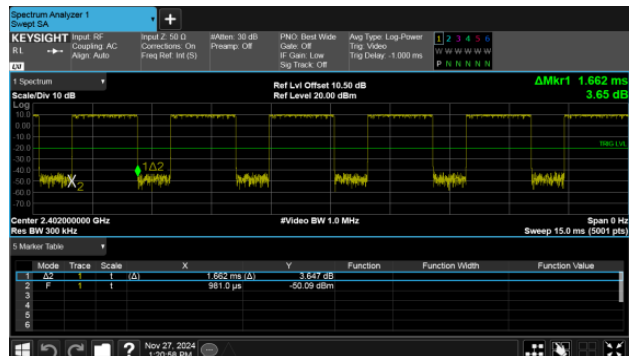 Spectrum Analyzer 1
Swept SA
+
KEYSIGHT Input: RF Input Z: 50 Ω #Atten: 30 dB PNO: Best Wide Avg Type: Log-Power 1 2 3 4 5 6
RL Coupling: AC Corrections: On Preamp: Off Gate: Off Trig: Video W W W W W W
Align: Auto Freq Ref: Int (S) IF Gain: Low Trig Delay: -1.000 ms P N N N N N
LXI Sig Track: Off
1 Spectrum Ref Lvl Offset 10.50 dB ΔMkr1 1.662 ms
Scale/Div 10 dB Ref Level 20.00 dBm 3.65 dB
Log
10.0
0.00
-10.0
-20.0 TRIG LVL
-30.0
-40.0 1Δ2
-50.0 X2
-60.0
-70.0
Center 2.402000000 GHz #Video BW 1.0 MHz Span 0 Hz
Res BW 300 kHz Sweep 15.0 ms (5001 pts)
5 Marker Table
Mode Trace Scale X Y Function Function Width Function Value
1 Δ2 1 t (Δ) 1.662 ms (Δ) 3.647 dB
2 F 1 t 981.0 µs -50.09 dBm
3
4
5
6
? Nov 27, 2024
1:20:58 PM